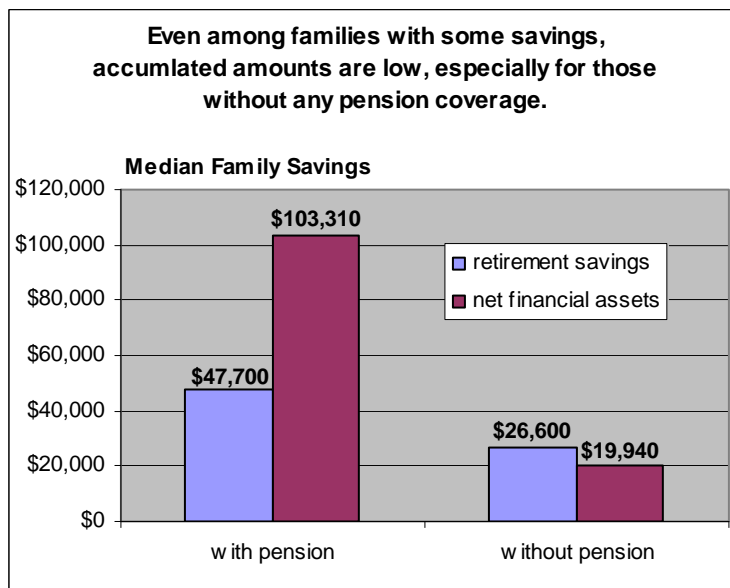 Even among families with some savings,
accumlated amounts are low, especially for those
without any pension coverage.
Median Family Savings
$120,000
$100,000
$80,000
$60,000
$40,000
$20,000
$0
$103,310
$47,700
$26,600
$19,940
retirement savings
net financial assets
with pension
without pension